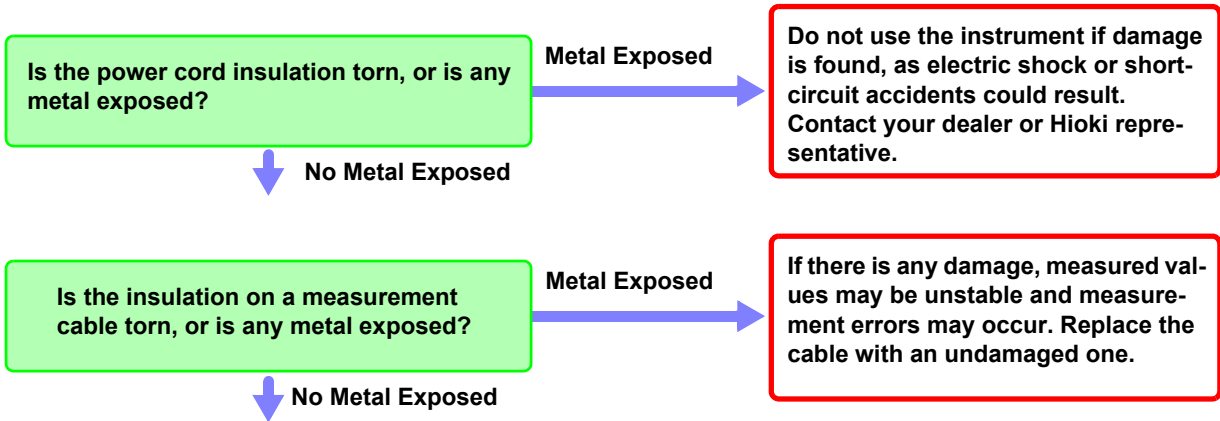 Is the power cord insulation torn, or is any
metal exposed?
Metal Exposed
Do not use the instrument if damage
is found, as electric shock or short-
circuit accidents could result.
Contact your dealer or Hioki repre-
sentative.
No Metal Exposed
Is the insulation on a measurement
cable torn, or is any metal exposed?
Metal Exposed
If there is any damage, measured val-
ues may be unstable and measure-
ment errors may occur. Replace the
cable with an undamaged one.
No Metal Exposed